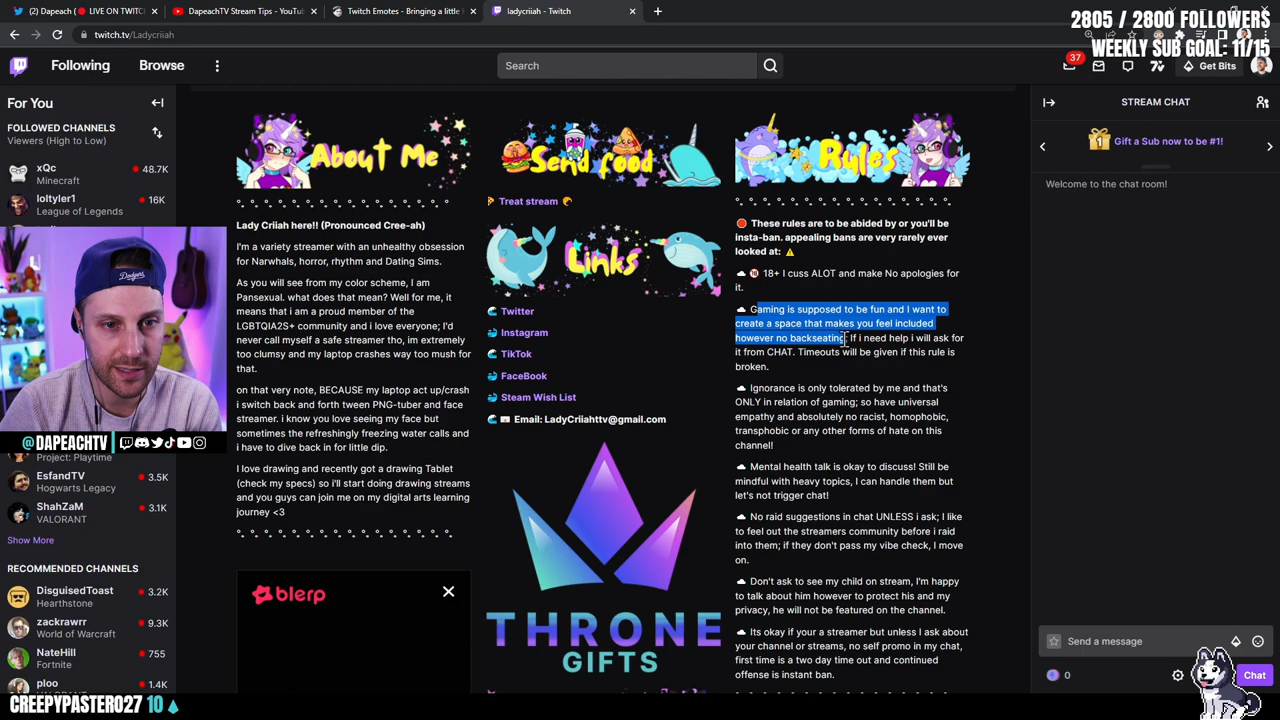 (2) Dapeach (🔴 LIVE ON TWITC
DapeachTV Stream Tips - YouTu
Twitch Emotes - Bringing a little
ladycriiah - Twitch
twitch.tv/Ladycriiah
2805 / 2800 FOLLOWERS
WEEKLY SUB GOAL: 11/15
Following
Browse
Search
37
Get Bits
For You
FOLLOWED CHANNELS
Viewers (High to Low)
xQc
48.7K
Minecraft
loltyler1
16K
League of Legends
@DAPEACHTV
Project: Playtime
EsfandTV
3.5K
Hogwarts Legacy
ShahZaM
3.1K
VALORANT
Show More
RECOMMENDED CHANNELS
DisguisedToast
3.2K
Hearthstone
zackrawrr
9.3K
World of Warcraft
NateHill
755
Fortnite
ploo
1.4K
CREEPYPASTER027 10
About Me
Lady Criiah here!! (Pronounced Cree-ah)
I'm a variety streamer with an unhealthy obsession
for Narwhals, horror, rhythm and Dating Sims.
As you will see from my color scheme, I am
Pansexual. what does that mean? Well for me, it
means that i am a proud member of the
LGBTQIA2S+ community and i love everyone; I'd
never call myself a safe streamer tho, im extremely
too clumsy and my laptop crashes way too mush for
that.
on that very note, BECAUSE my laptop act up/crash
i switch back and forth tween PNG-tuber and face
streamer. i know you love seeing my face but
sometimes the refreshingly freezing water calls and
i have to dive back in for little dip.
I love drawing and recently got a drawing Tablet
(check my specs) so i'll start doing drawing streams
and you guys can join me on my digital arts learning
journey <3
blerp
Send food
Treat stream
Links
Twitter
Instagram
TikTok
FaceBook
Steam Wish List
Email: LadyCriiahttv@gmail.com
THRONE
GIFTS
Rules
🛑 These rules are to be abided by or you'll be
insta-ban. appealing bans are very rarely ever
looked at: ⚠️
☁️ 🔞 18+ I cuss ALOT and make No apologies for
it.
☁️ Gaming is supposed to be fun and I want to
create a space that makes you feel included
however no backseating; If i need help i will ask for
it from CHAT. Timeouts will be given if this rule is
broken.
☁️ Ignorance is only tolerated by me and that's
ONLY in relation of gaming; so have universal
empathy and absolutely no racist, homophobic,
transphobic or any other forms of hate on this
channel!
☁️ Mental health talk is okay to discuss! Still be
mindful with heavy topics, I can handle them but
let's not trigger chat!
☁️ No raid suggestions in chat UNLESS i ask; I like
to feel out the streamers community before i raid
into them; if they don't pass my vibe check, I move
on.
☁️ Don't ask to see my child on stream, I'm happy
to talk about him however to protect his and my
privacy, he will not be featured on the channel.
☁️ Its okay if your a streamer but unless I ask about
your channel or streams, no self promo in my chat,
first time is a two day time out and continued
offense is instant ban.
STREAM CHAT
1
Gift a Sub now to be #1!
Welcome to the chat room!
Send a message
0
Chat